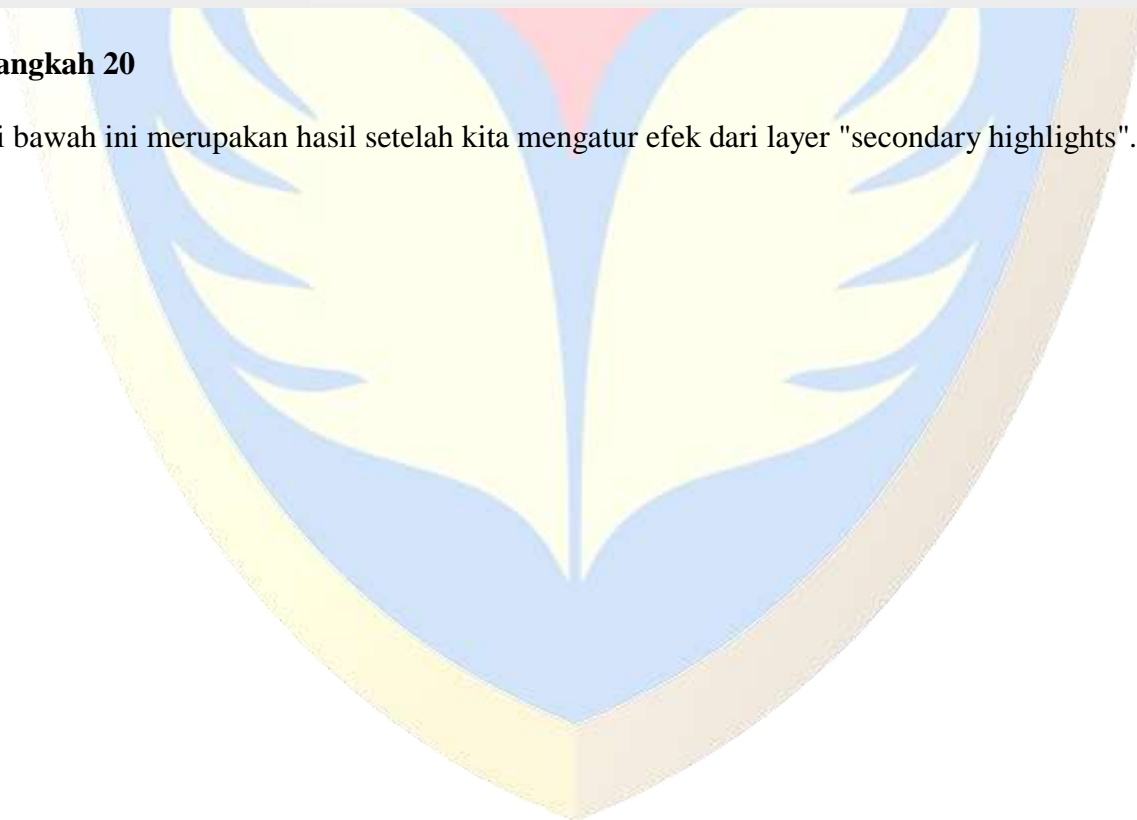 angkah 20
i bawah ini merupakan hasil setelah kita mengatur efek dari layer "secondary highlights".